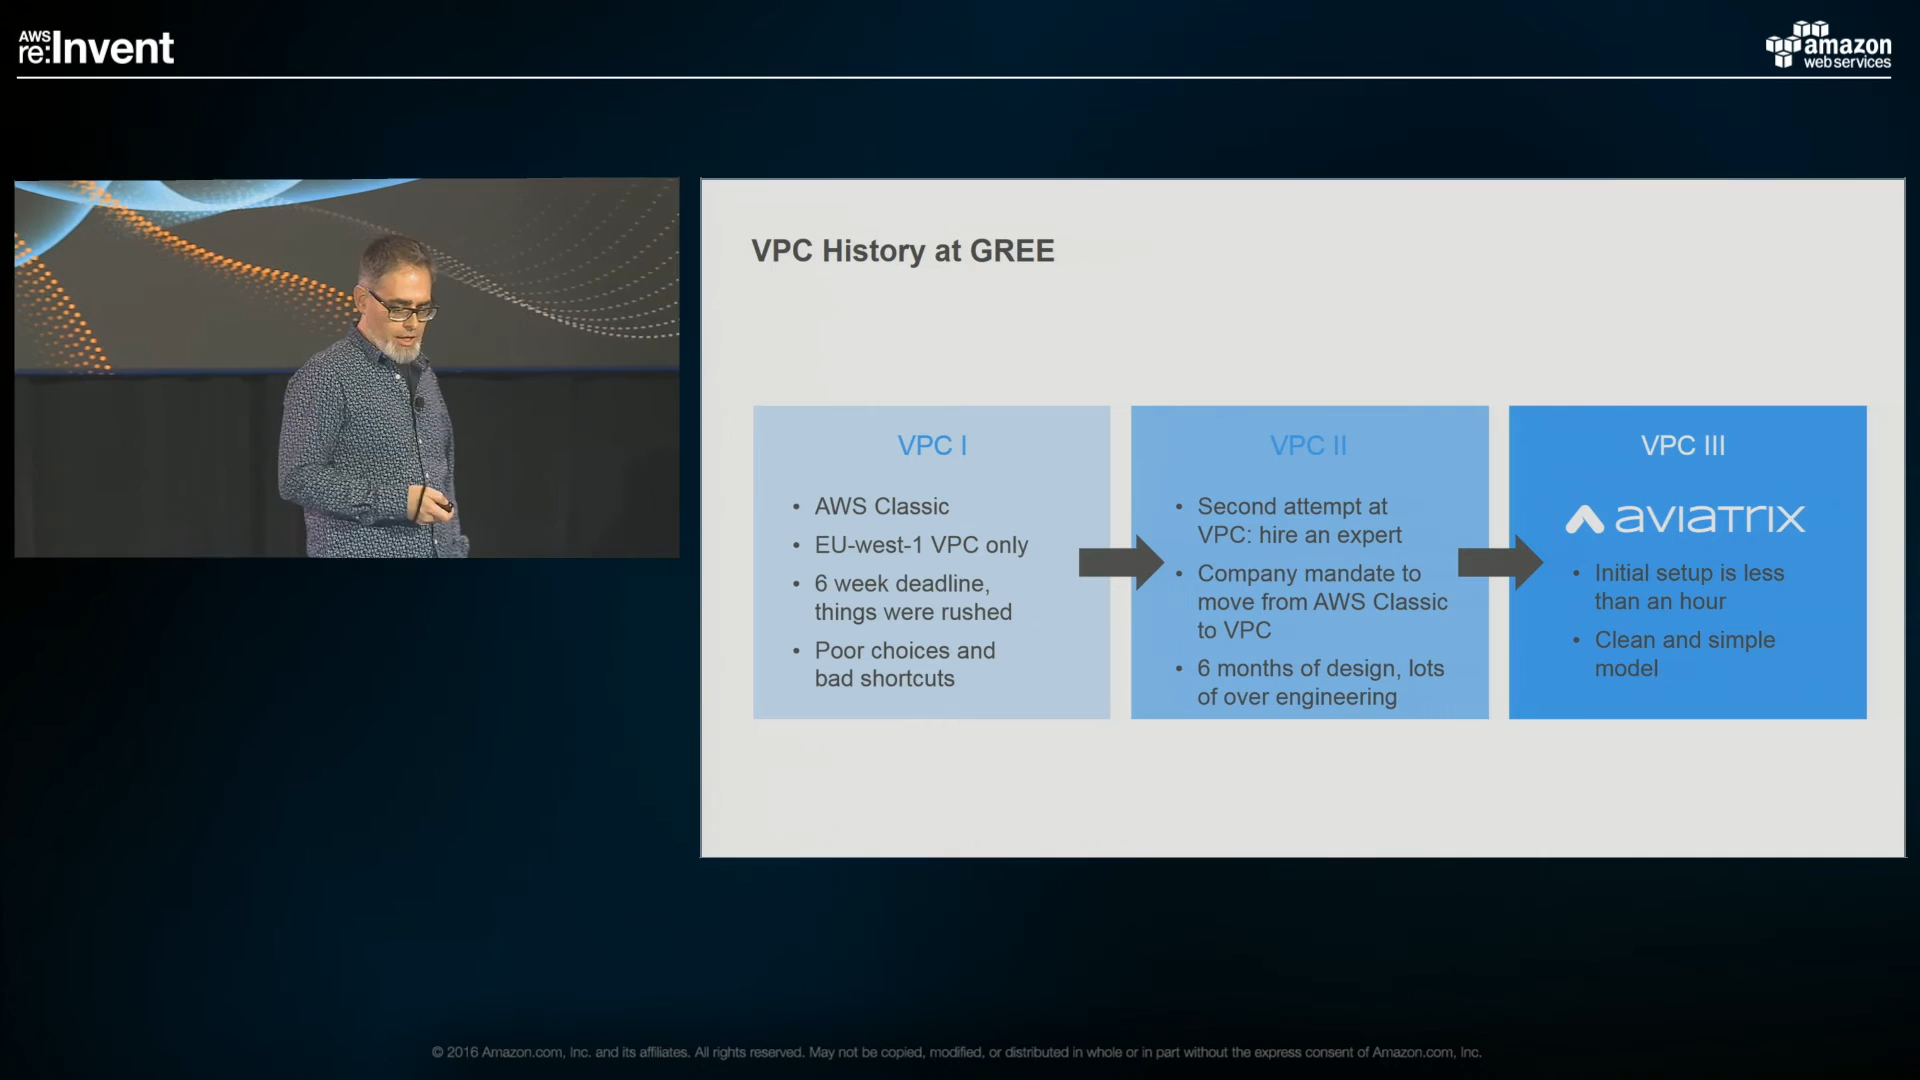 AWS
re:Invent
amazon
web services
VPC History at GREE
VPC I
• AWS Classic
• EU-west-1 VPC only
• 6 week deadline,
things were rushed
• Poor choices and
bad shortcuts
VPC II
• Second attempt at
VPC: hire an expert
• Company mandate to
move from AWS Classic
to VPC
• 6 months of design, lots
of over engineering
VPC III
aviatrix
• Initial setup is less
than an hour
• Clean and simple
model
© 2016 Amazon.com, Inc. and its affiliates. All rights reserved. May not be copied, modified, or distributed in whole or in part without the express consent of Amazon.com, Inc.